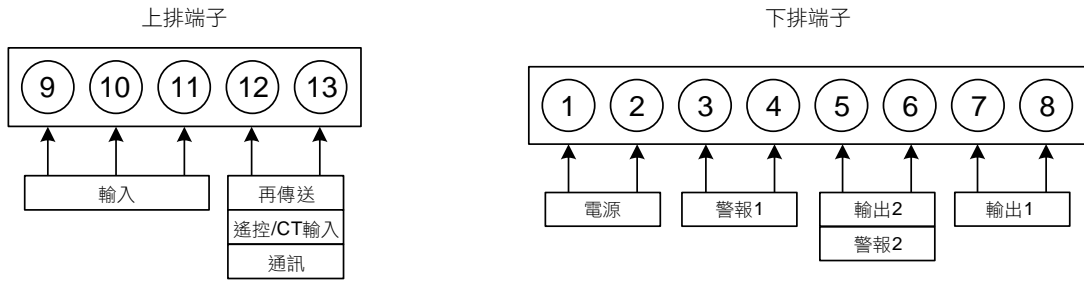 上排端子
9 10 11 12 13
輸入
再傳送
遙控/CT輸入
通訊
下排端子
1 2 3 4 5 6 7 8
電源
警報1
輸出2
警報2
輸出1